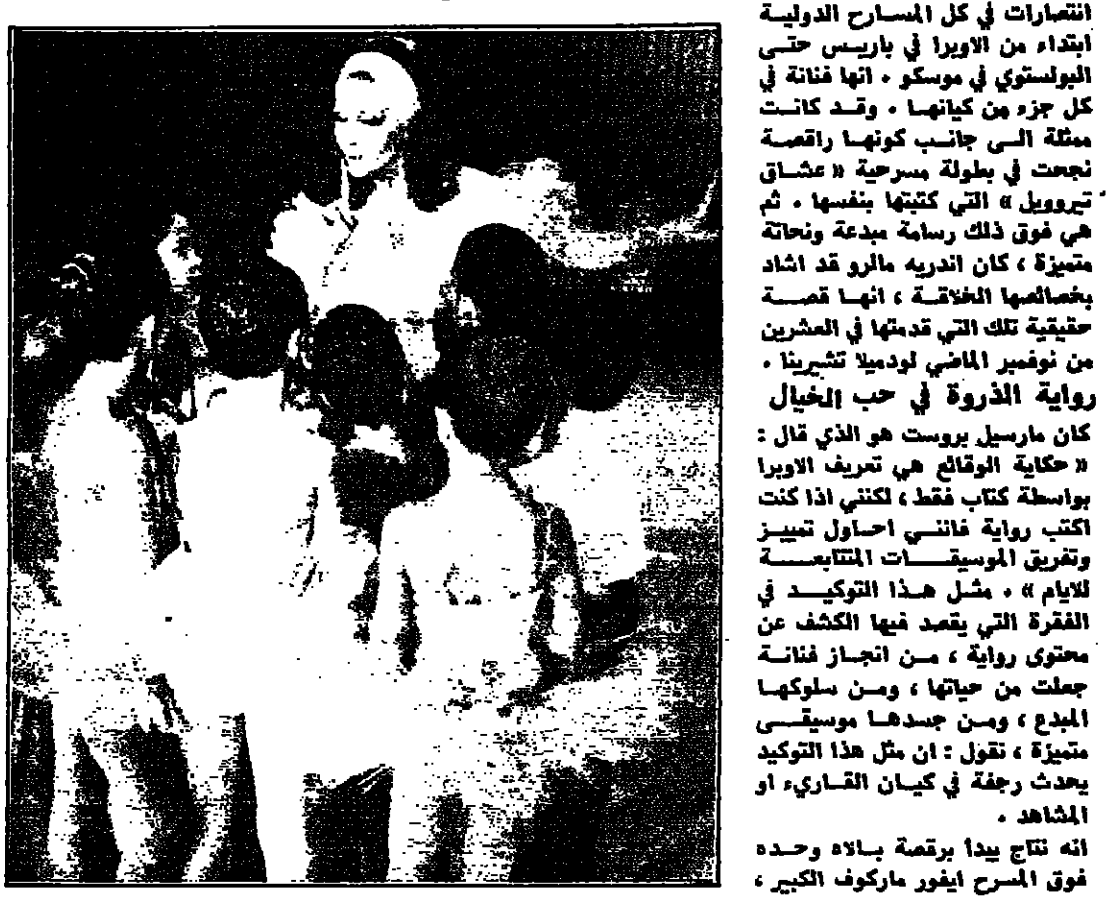 انتصارات في كل المسارح الدولية
ابتداء من الاوبرا في باريس حتى
البولستوي في موسكو . انها فنانة في
كل جزء من كيانها . وقد كانت
ممثلة الى جانب كونها راقصة
نجحت في بطولة مسرحية « عشاق
تيروويل » التي كتبتها بنفسها . ثم
هي فوق ذلك رسامة مبدعة ونحاتة
متميزة ، كان اندريه مالرو قد اشاد
بخصائصها الخلاقة ، انها قصة
حقيقية تلك التي قدمتها في العشرين
من نوفمبر الماضي لودميلا تشيرينا .
رواية الذروة في حب الخيال
كان مارسيل بروست هو الذي قال :
« حكاية الوقائع هي تعريف الاوبرا
بواسطة كتاب فقط ، لكنني اذا كنت
اكتب رواية فانني احاول تمييز
وتفريق الموسيقات المتتابعة
للايام » . مثل هذا التوكيد في
الفقرة التي يقصد فيها الكشف عن
محتوى رواية ، من انجاز فنانة
جعلت من حياتها ، ومن سلوكها
المبدع ، ومن جسدها موسيقى
متميزة ، نقول : ان مثل هذا التوكيد
يحدث رجفة في كيان القاريء او
المشاهد .
انه نتاج يبدا برقصة بالاه وحده
فوق المسرح ايفور ماركوف الكبير ،